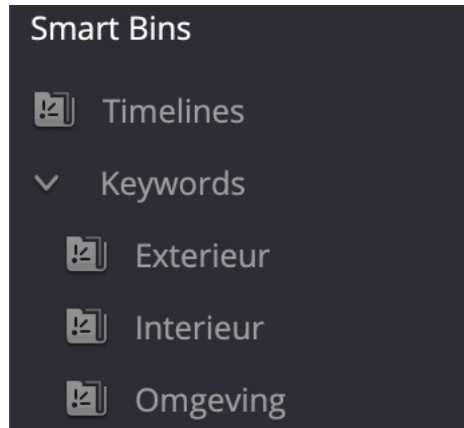 Smart Bins
Timelines
Keywords
Exterieur
Interieur
Omgeving